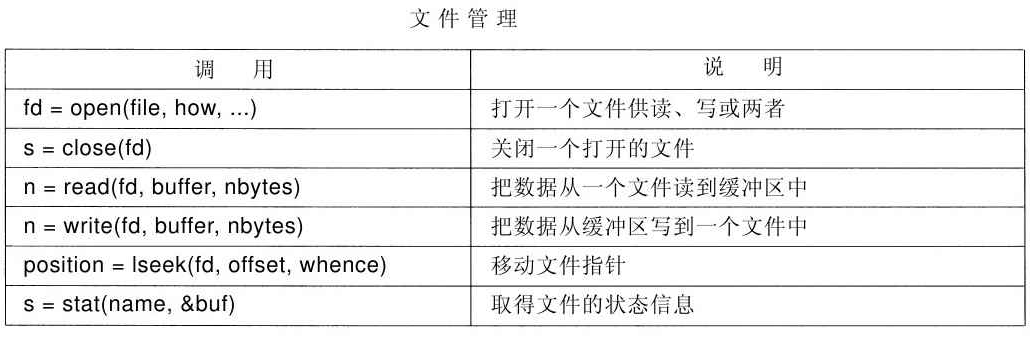 文件管理
调 用 说 明
fd = open(file, how, ...) 打开一个文件供读、写或两者
s = close(fd) 关闭一个打开的文件
n = read(fd, buffer, nbytes) 把数据从一个文件读到缓冲区中
n = write(fd, buffer, nbytes) 把数据从缓冲区写到一个文件中
position = lseek(fd, offset, whence) 移动文件指针
s = stat(name, &buf) 取得文件的状态信息